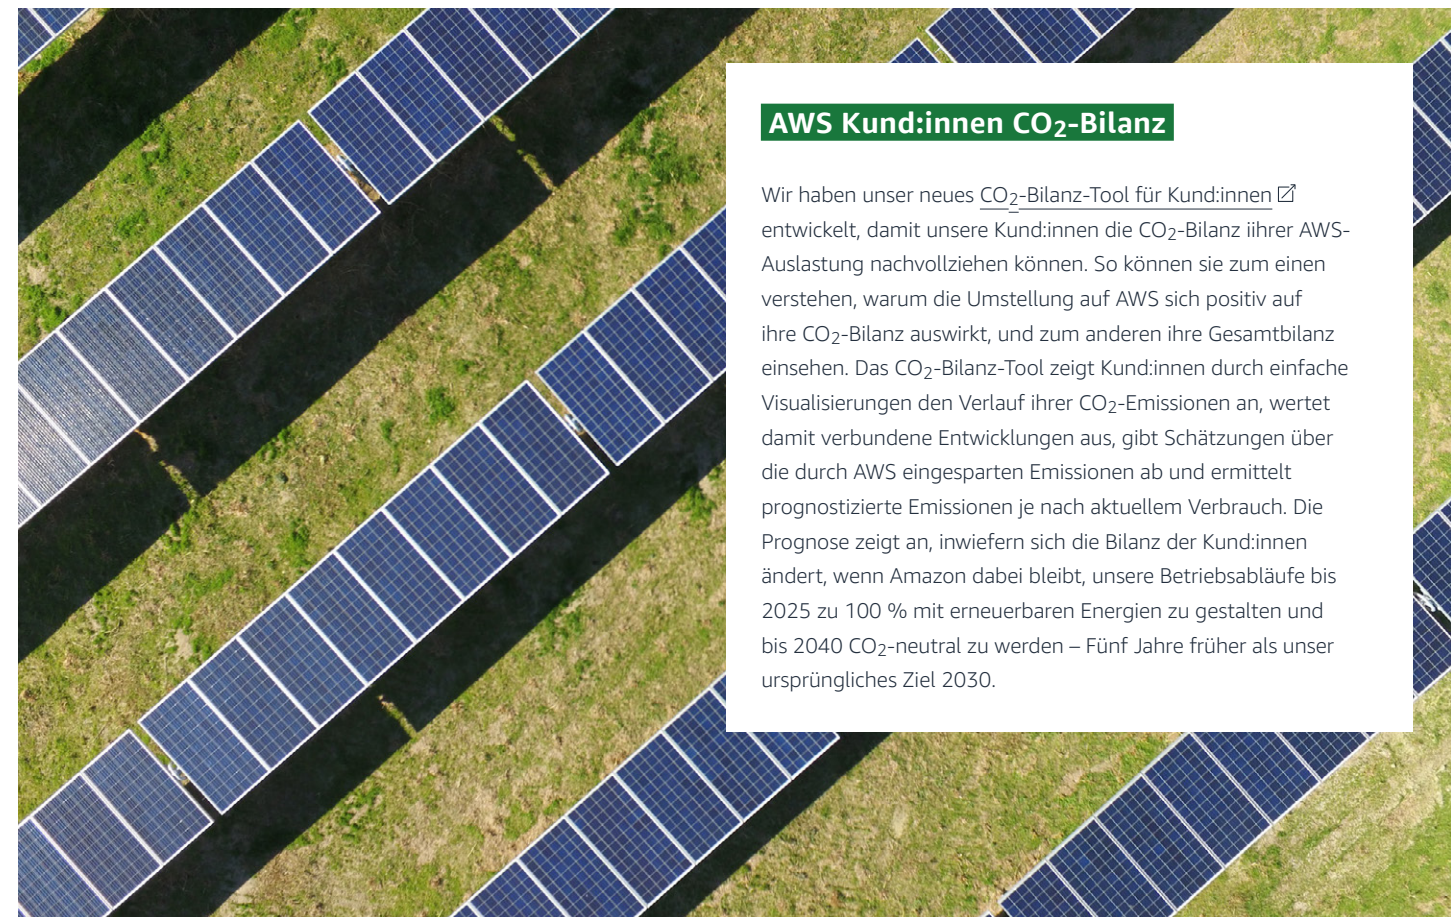 AWS Kund:innen CO₂-Bilanz
Wir haben unser neues CO₂-Bilanz-Tool für Kund:innen
entwickelt, damit unsere Kund:innen die CO₂-Bilanz iihrer AWS-
Auslastung nachvollziehen können. So können sie zum einen
verstehen, warum die Umstellung auf AWS sich positiv auf
ihre CO₂-Bilanz auswirkt, und zum anderen ihre Gesamtbilanz
einsehen. Das CO₂-Bilanz-Tool zeigt Kund:innen durch einfache
Visualisierungen den Verlauf ihrer CO₂-Emissionen an, wertet
damit verbundene Entwicklungen aus, gibt Schätzungen über
die durch AWS eingesparten Emissionen ab und ermittelt
prognostizierte Emissionen je nach aktuellem Verbrauch. Die
Prognose zeigt an, inwiefern sich die Bilanz der Kund:innen
ändert, wenn Amazon dabei bleibt, unsere Betriebsabläufe bis
2025 zu 100 % mit erneuerbaren Energien zu gestalten und
bis 2040 CO₂-neutral zu werden – Fünf Jahre früher als unser
ursprüngliches Ziel 2030.